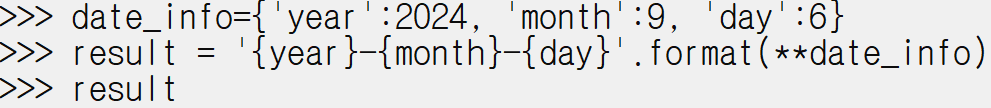 >>> date_info={'year':2024, 'month':9, 'day':6}
>>> result = '{year}-{month}-{day}'.format(**date_info)
>>> result